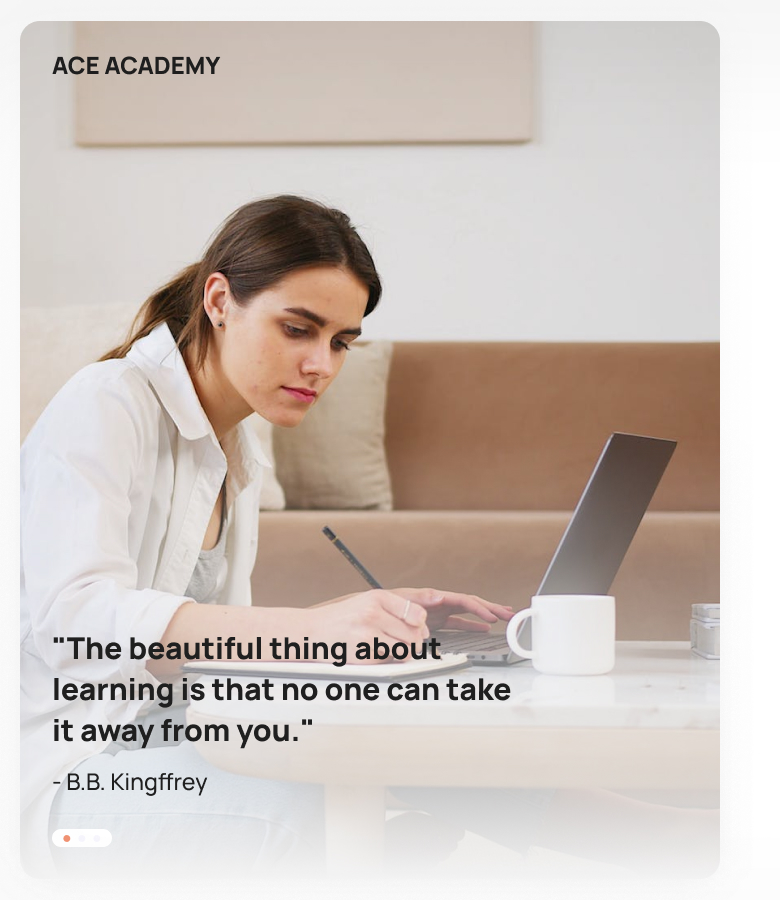 ACE ACADEMY
"The beautiful thing about
learning is that no one can take
it away from you."
- B.B. Kingffrey